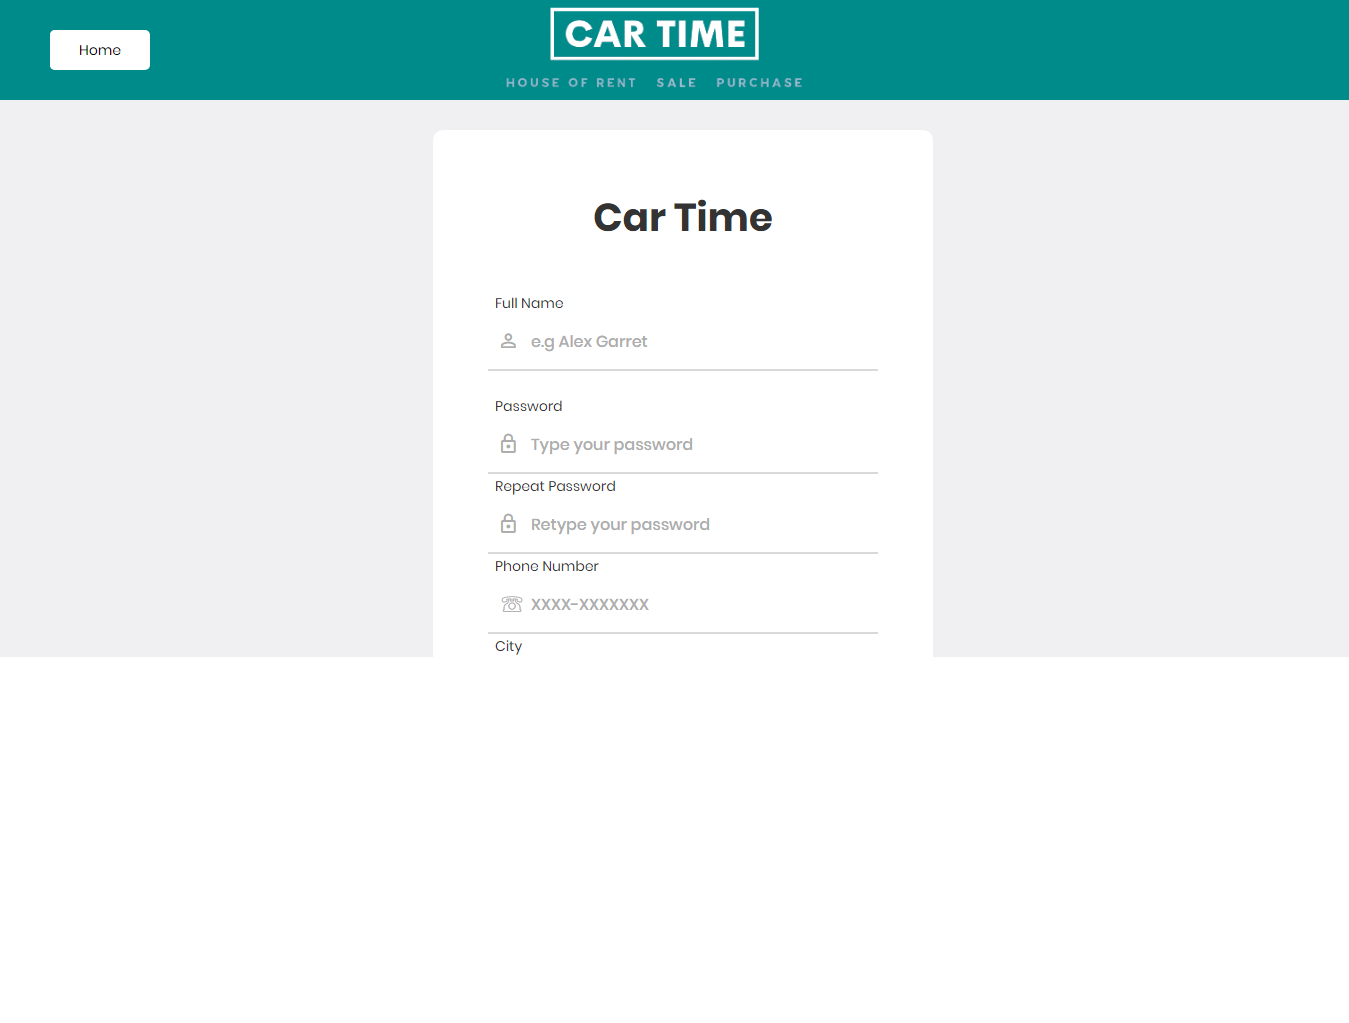 Home
CAR TIME
HOUSE OF RENT SALE PURCHASE
Car Time
Full Name
e.g Alex Garret
Password
Type your password
Repeat Password
Retype your password
Phone Number
XXXX-XXXXXXX
City